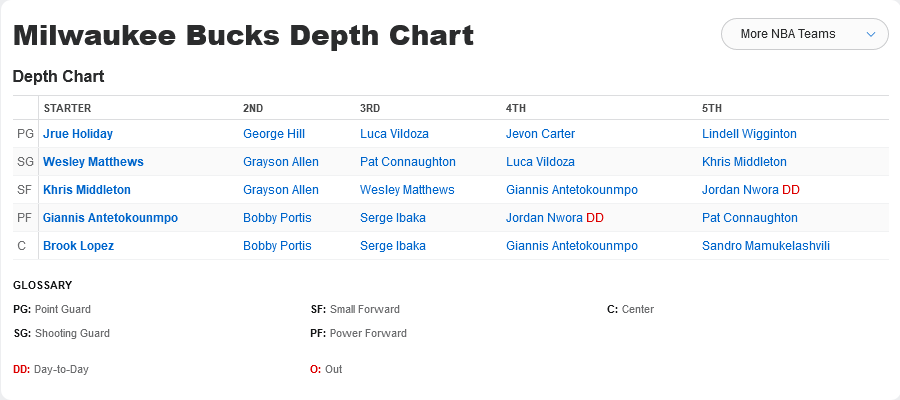 Milwaukee Bucks Depth Chart
More NBA Teams
Depth Chart
STARTER 2ND 3RD 4TH 5TH
PG Jrue Holiday George Hill Luca Vildoza Jevon Carter Lindell Wigginton
SG Wesley Matthews Grayson Allen Pat Connaughton Luca Vildoza Khris Middleton
SF Khris Middleton Grayson Allen Wesley Matthews Giannis Antetokounmpo Jordan Nwora DD
PF Giannis Antetokounmpo Bobby Portis Serge Ibaka Jordan Nwora DD Pat Connaughton
C Brook Lopez Bobby Portis Serge Ibaka Giannis Antetokounmpo Sandro Mamukelashvili
GLOSSARY
PG: Point Guard SF: Small Forward C: Center
SG: Shooting Guard PF: Power Forward
DD: Day-to-Day O: Out